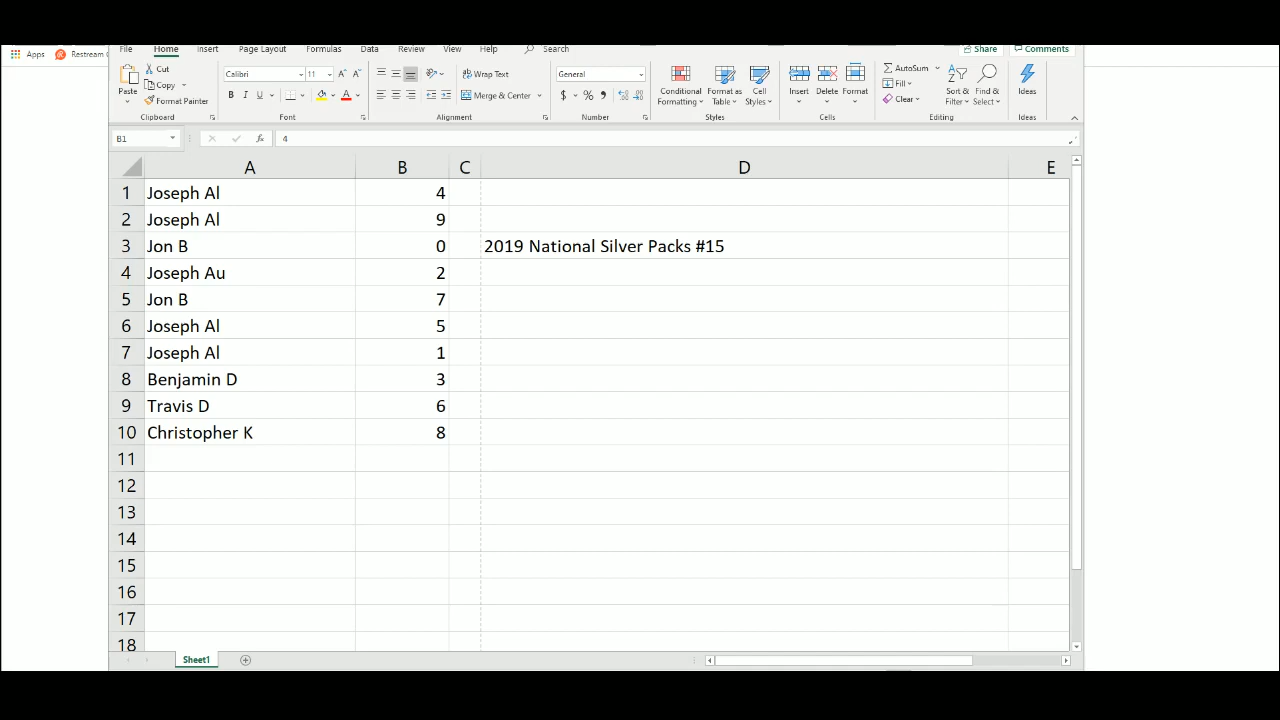 Apps Restream
File Home Insert Page Layout Formulas Data Review View Help Search Share Comments
Paste Cut Copy Format Painter Clipboard
Calibri 11 B I U Font
Wrap Text Merge & Center Alignment
General $ % Number
Conditional Formatting Format as Table Cell Styles Styles
Insert Delete Format Cells
AutoSum Fill Clear Sort & Filter Find & Select Editing
Ideas Ideas
B1 fx 4
A B C D E
1 Joseph Al 4
2 Joseph Al 9
3 Jon B 0 2019 National Silver Packs #15
4 Joseph Au 2
5 Jon B 7
6 Joseph Al 5
7 Joseph Al 1
8 Benjamin D 3
9 Travis D 6
10 Christopher K 8
11
12
13
14
15
16
17
18
Sheet1